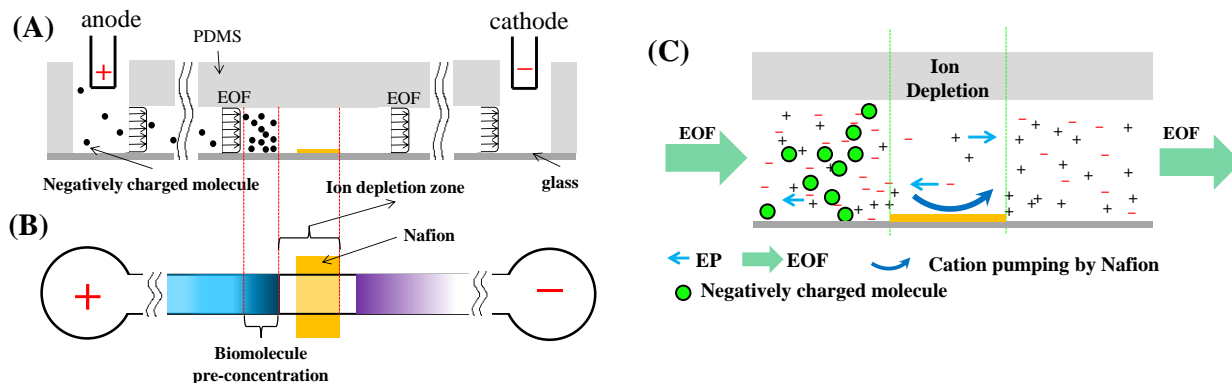 (A)
anode
cathode
PDMS
+
−
EOF
EOF
Negatively charged molecule
Ion depletion zone
glass
(B)
Nafion
+
−
Biomolecule
pre-concentration
(C)
Ion
Depletion
EOF
EOF
EP
EOF
Cation pumping by Nafion
Negatively charged molecule